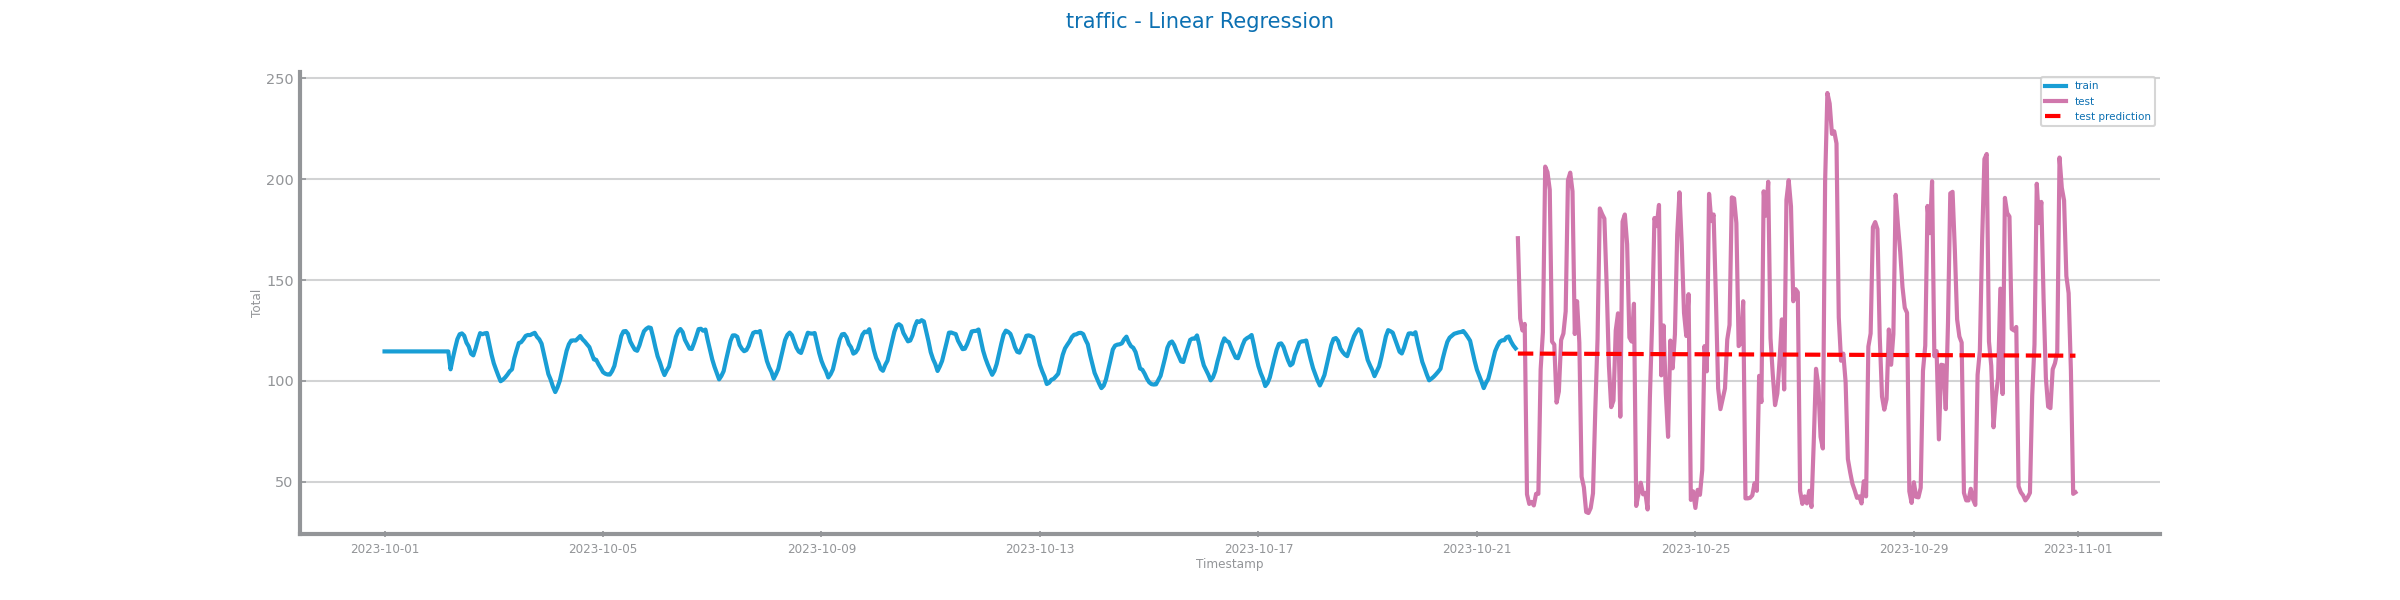 traffic - Linear Regression
250
200
150
100
50
Total
train
test
test prediction
2023-10-01
2023-10-05
2023-10-09
2023-10-13
2023-10-17
2023-10-21
2023-10-25
2023-10-29
2023-11-01
Timestamp